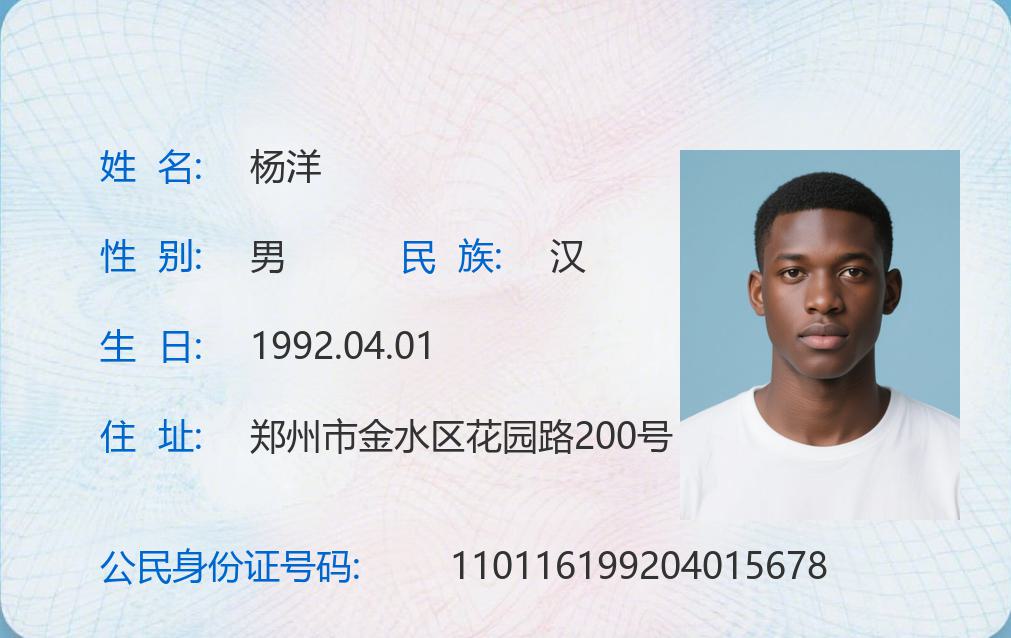 姓 名: 杨洋
性 别: 男 民 族: 汉
生 日: 1992.04.01
住 址: 郑州市金水区花园路200号
公民身份证号码: 110116199204015678